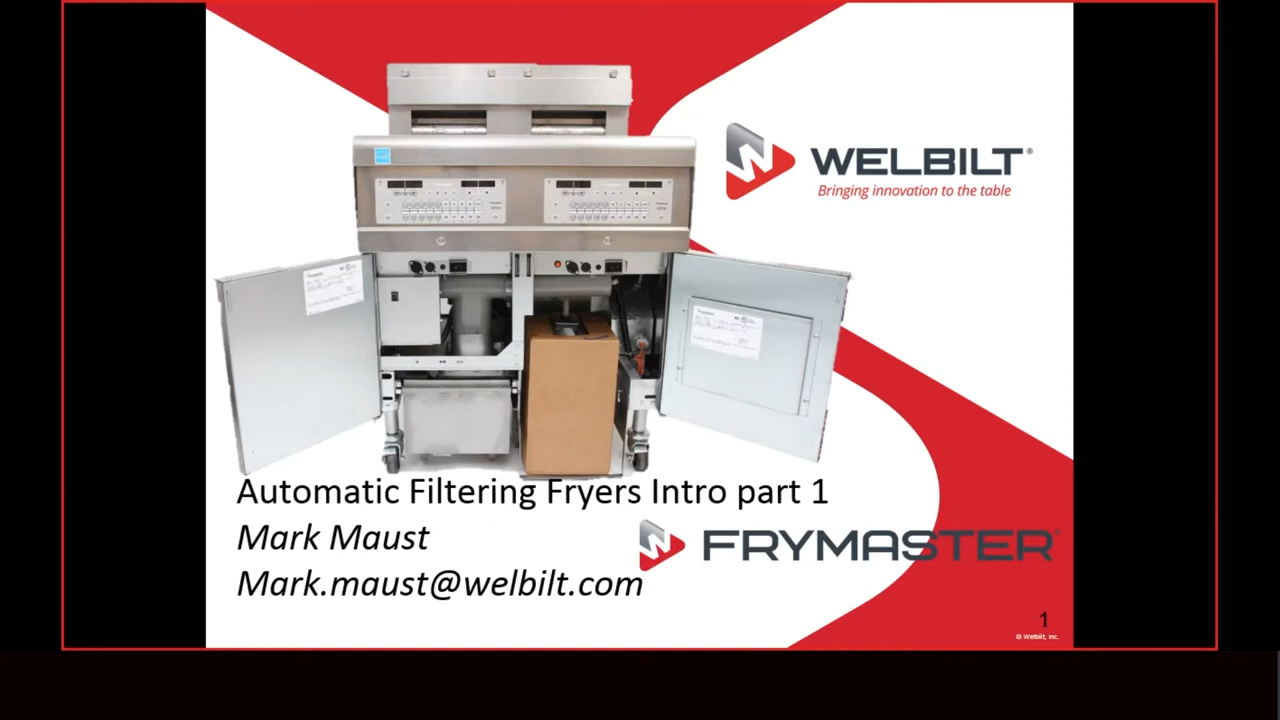 WELBILT®
Bringing innovation to the table
Automatic Filtering Fryers Intro part 1
Mark Maust
Mark.maust@welbilt.com
FRYMASTER®
1
© Welbilt, Inc.